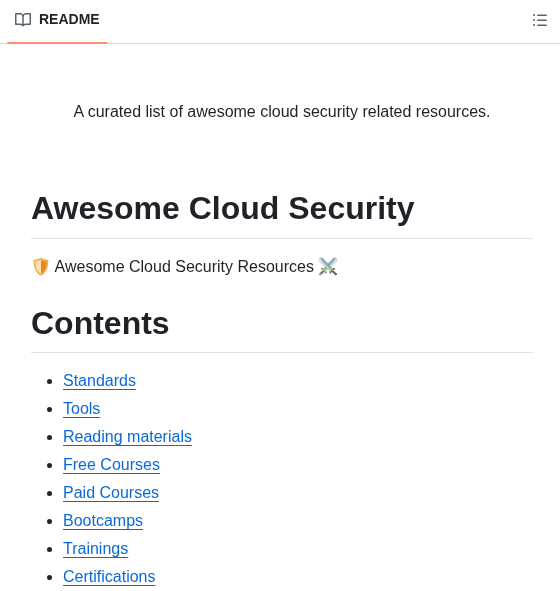 README
A curated list of awesome cloud security related resources.
Awesome Cloud Security
🛡️ Awesome Cloud Security Resources ⚔️
Contents
Standards
Tools
Reading materials
Free Courses
Paid Courses
Bootcamps
Trainings
Certifications